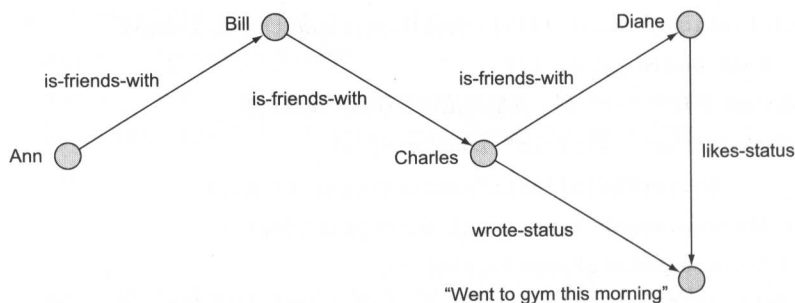 Bill
Diane
is-friends-with
is-friends-with
is-friends-with
Ann
Charles
likes-status
wrote-status
“Went to gym this morning”